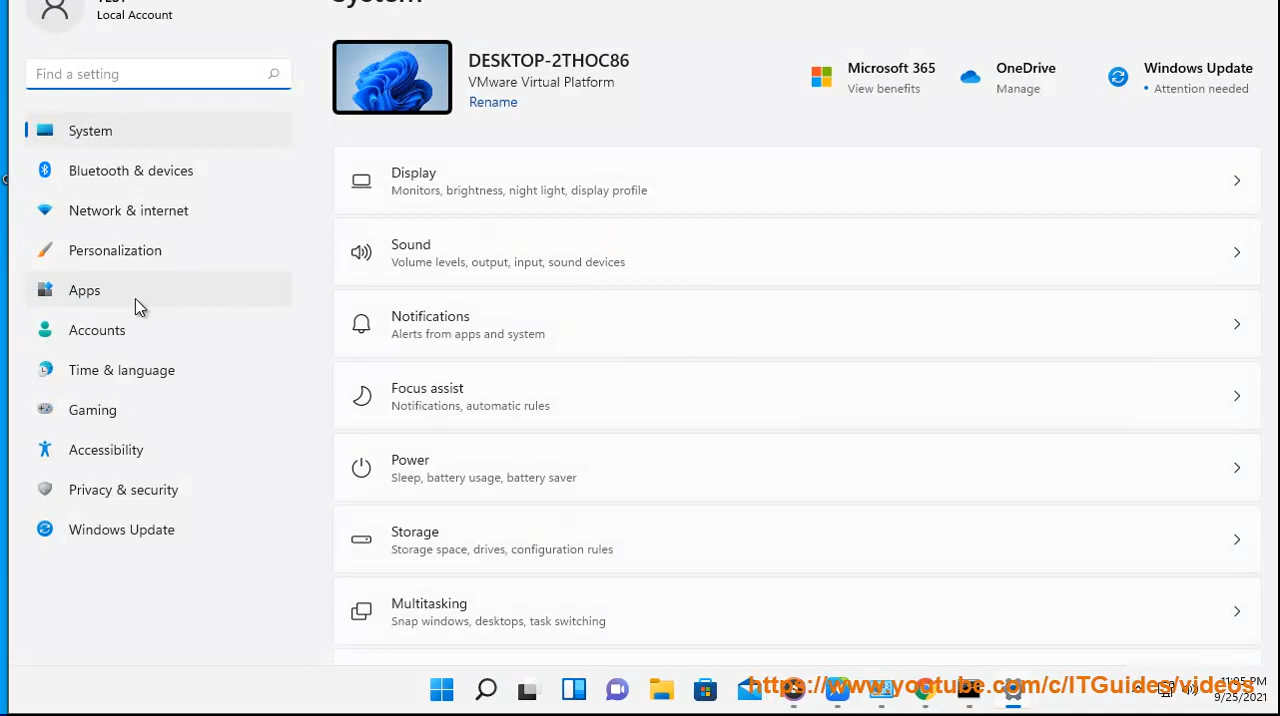 Local Account
System
Find a setting
DESKTOP-2THOC86
VMware Virtual Platform
Rename
Microsoft 365
View benefits
OneDrive
Manage
Windows Update
• Attention needed
System
Bluetooth & devices
Network & internet
Personalization
Apps
Accounts
Time & language
Gaming
Accessibility
Privacy & security
Windows Update
Display
Monitors, brightness, night light, display profile
Sound
Volume levels, output, input, sound devices
Notifications
Alerts from apps and system
Focus assist
Notifications, automatic rules
Power
Sleep, battery usage, battery saver
Storage
Storage space, drives, configuration rules
Multitasking
Snap windows, desktops, task switching
https://www.youtube.com/c/ITGuides/videos
11:05 PM
9/25/2021